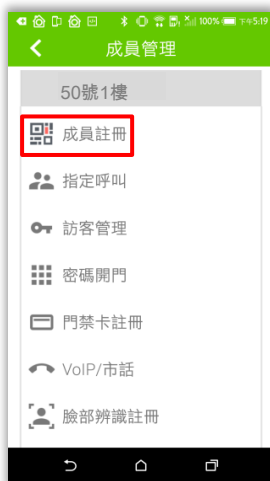 100% 下午5:19
成員管理
50號1樓
成員註冊
指定呼叫
訪客管理
密碼開門
門禁卡註冊
VoIP/市話
臉部辨識註冊